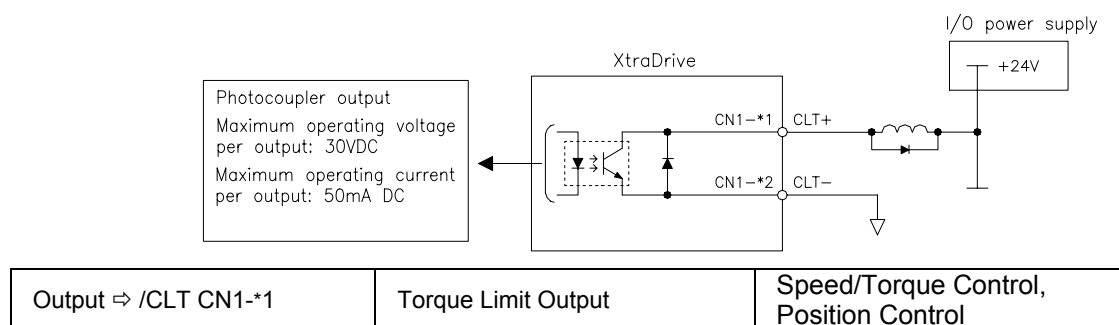 I/O power supply
+24V
XtraDrive
Photocoupler output
Maximum operating voltage
per output: 30VDC
Maximum operating current
per output: 50mA DC
CN1-*1 CLT+
CN1-*2 CLT-
Output ⇨ /CLT CN1-*1
Torque Limit Output
Speed/Torque Control,
Position Control